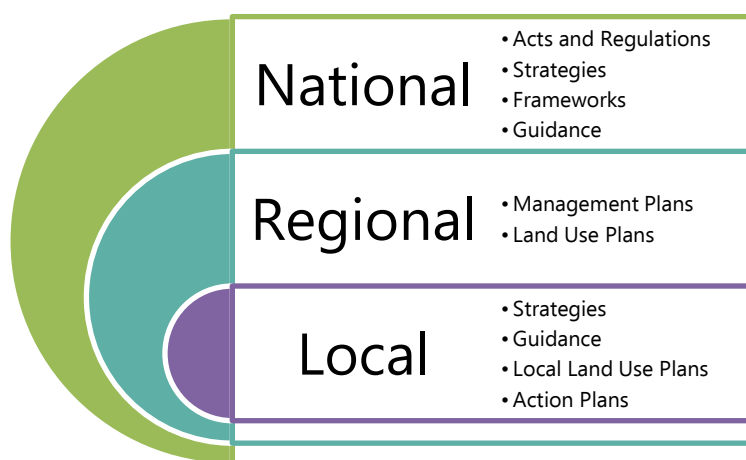 National
• Acts and Regulations
• Strategies
• Frameworks
• Guidance
Regional
• Management Plans
• Land Use Plans
Local
• Strategies
• Guidance
• Local Land Use Plans
• Action Plans